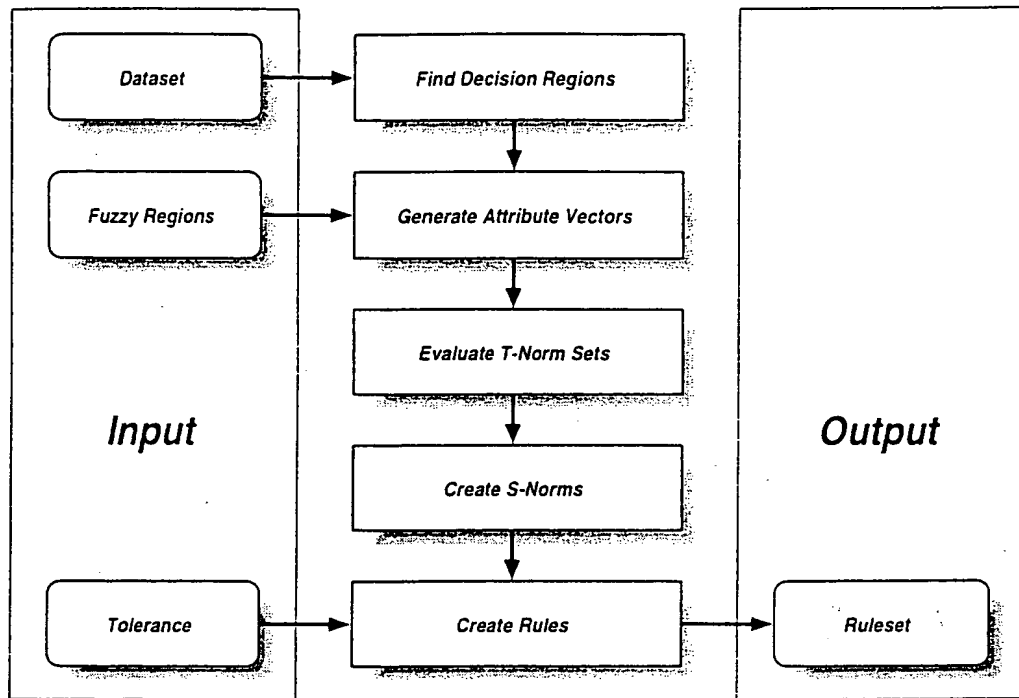 Dataset
Find Decision Regions
Fuzzy Regions
Generate Attribute Vectors
Evaluate T-Norm Sets
Input
Output
Create S-Norms
Tolerance
Create Rules
Ruleset